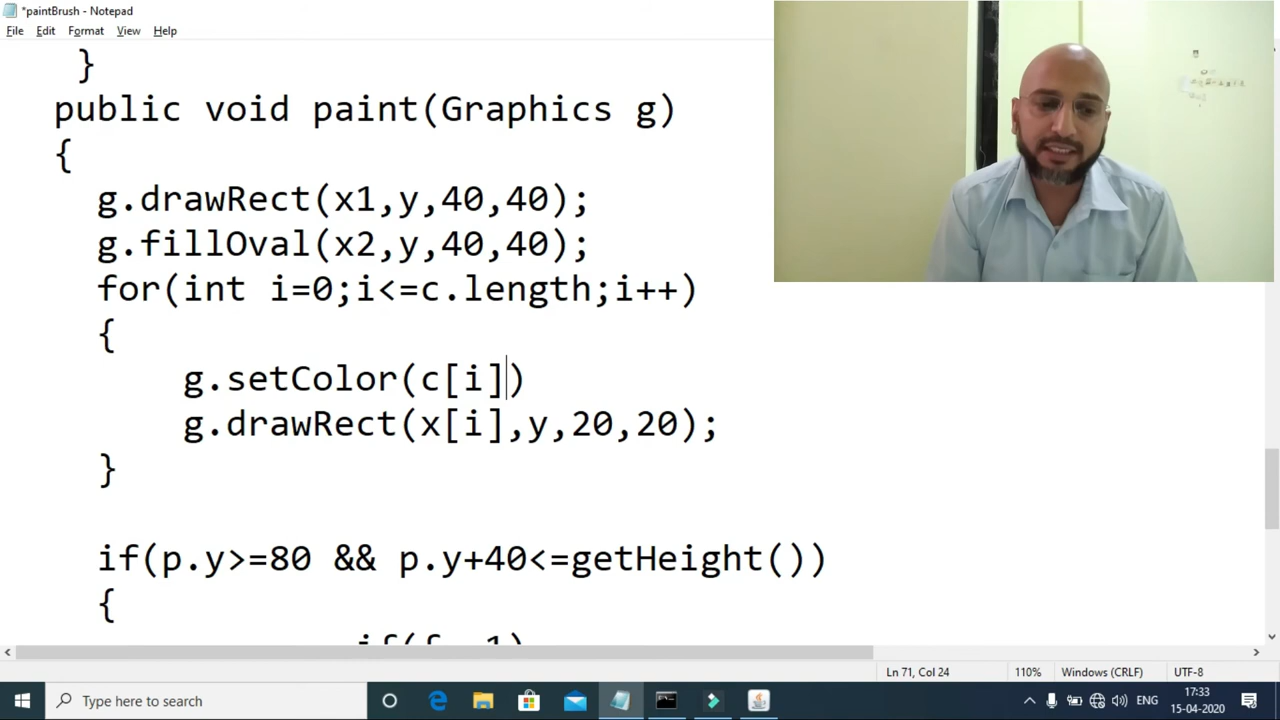 *paintBrush - Notepad
File Edit Format View Help
}
public void paint(Graphics g)
{
g.drawRect(x1,y,40,40);
g.fillOval(x2,y,40,40);
for(int i=0;i<=c.length;i++)
{
g.setColor(c[i])
g.drawRect(x[i],y,20,20);
}
if(p.y>=80 && p.y+40<=getHeight())
{
Ln 71, Col 24 110% Windows (CRLF) UTF-8
Type here to search
ENG
17:33
15-04-2020